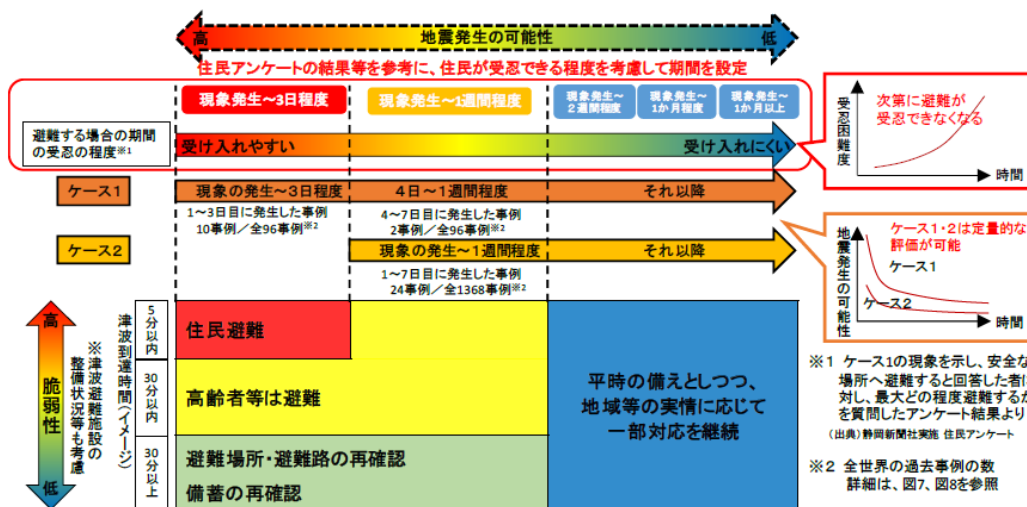 高
地震発生の可能性
低
住民アンケートの結果等を参考に、住民が受忍できる程度を考慮して期間を設定
現象発生～3日程度
現象発生～1週間程度
現象発生～
2週間程度
現象発生～
1か月程度
現象発生～
1か月以上
避難する場合の期間
の受忍の程度※1
受け入れやすい
受け入れにくい
受忍困難度
次第に避難が
受忍できなくなる
時間
ケース1
現象の発生～3日程度
4日～1週間程度
それ以降
1～3日目に発生した事例
10事例／全96事例※2
4～7日目に発生した事例
2事例／全96事例※2
ケース2
現象の発生～1週間程度
それ以降
1～7日目に発生した事例
24事例／全1368事例※2
地震発生の可能性
ケース1・2は定量的な
評価が可能
ケース1
ケース2
時間
高
脆弱性
低
※津波避難施設の
整備状況等も考慮
津波到達時間（イメージ）
5分以内
30分以内
30分以上
住民避難
高齢者等は避難
避難場所・避難路の再確認
備蓄の再確認
平時の備えとしつつ、
地域等の実情に応じて
一部対応を継続
※1 ケース1の現象を示し、安全な
場所へ避難すると回答した者に
対し、最大どの程度避難するか
を質問したアンケート結果より
（出典）静岡新聞社実施 住民アンケート
※2 全世界の過去事例の数
詳細は、図7、図8を参照